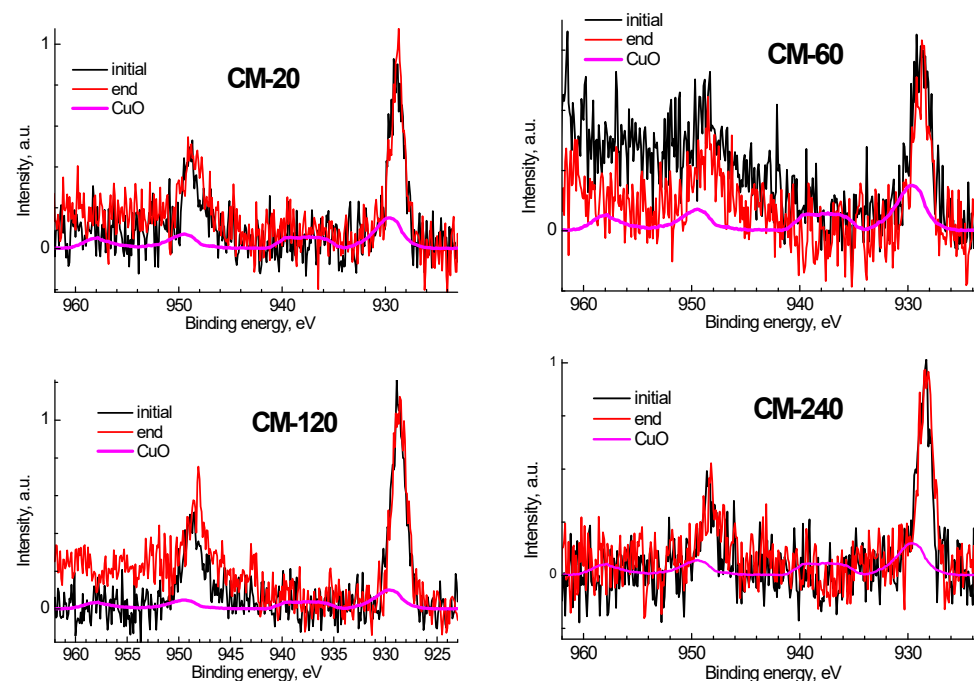 1
0
Intensity, a.u.
initial
end
CuO
CM-20
960 950 940 930
Binding energy, eV
0
Intensity, a.u.
initial
end
CuO
CM-60
960 950 940 930
Binding energy, eV
1
0
Intensity, a.u.
initial
end
CuO
CM-120
960 955 950 945 940 935 930 925
Binding energy, eV
1
0
Intensity, a.u.
initial
end
CuO
CM-240
960 950 940 930
Binding energy, eV